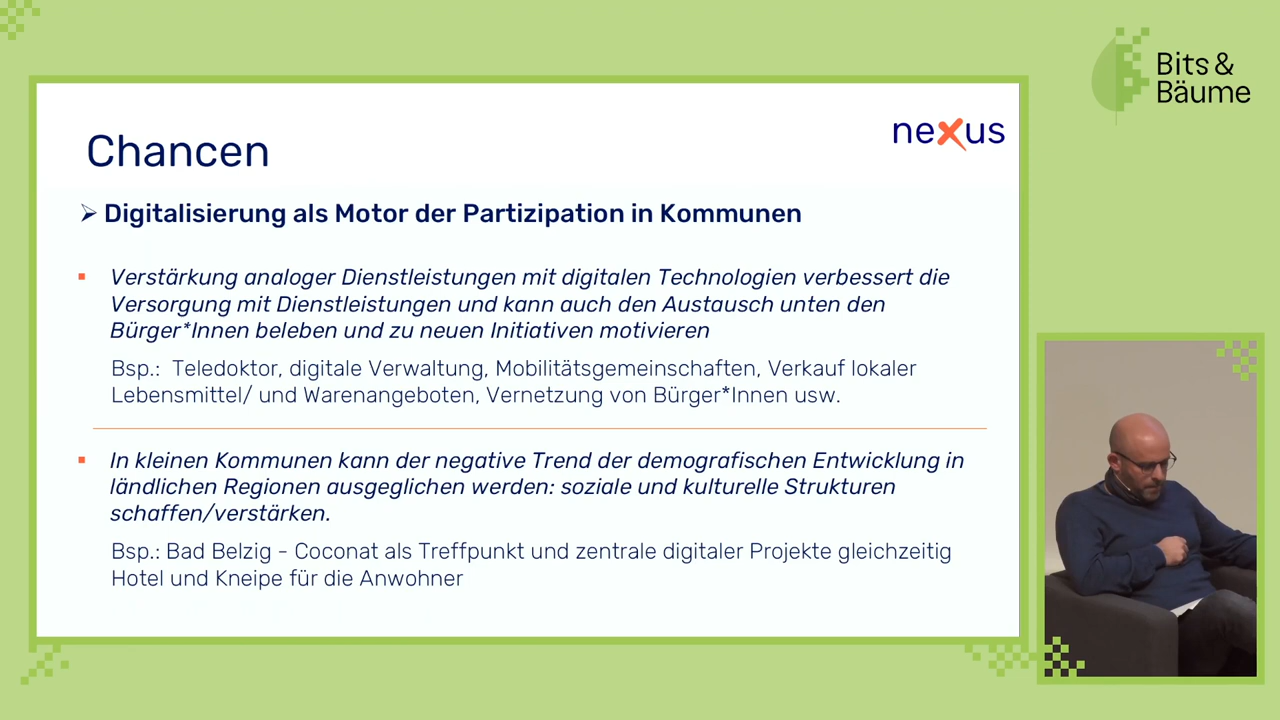 Bits &
Bäume
nexus
Chancen
➢ Digitalisierung als Motor der Partizipation in Kommunen
▪ Verstärkung analoger Dienstleistungen mit digitalen Technologien verbessert die
Versorgung mit Dienstleistungen und kann auch den Austausch unten den
Bürger*Innen beleben und zu neuen Initiativen motivieren
Bsp.: Teledoktor, digitale Verwaltung, Mobilitätsgemeinschaften, Verkauf lokaler
Lebensmittel/ und Warenangeboten, Vernetzung von Bürger*Innen usw.
▪ In kleinen Kommunen kann der negative Trend der demografischen Entwicklung in
ländlichen Regionen ausgeglichen werden: soziale und kulturelle Strukturen
schaffen/verstärken.
Bsp.: Bad Belzig - Coconat als Treffpunkt und zentrale digitaler Projekte gleichzeitig
Hotel und Kneipe für die Anwohner